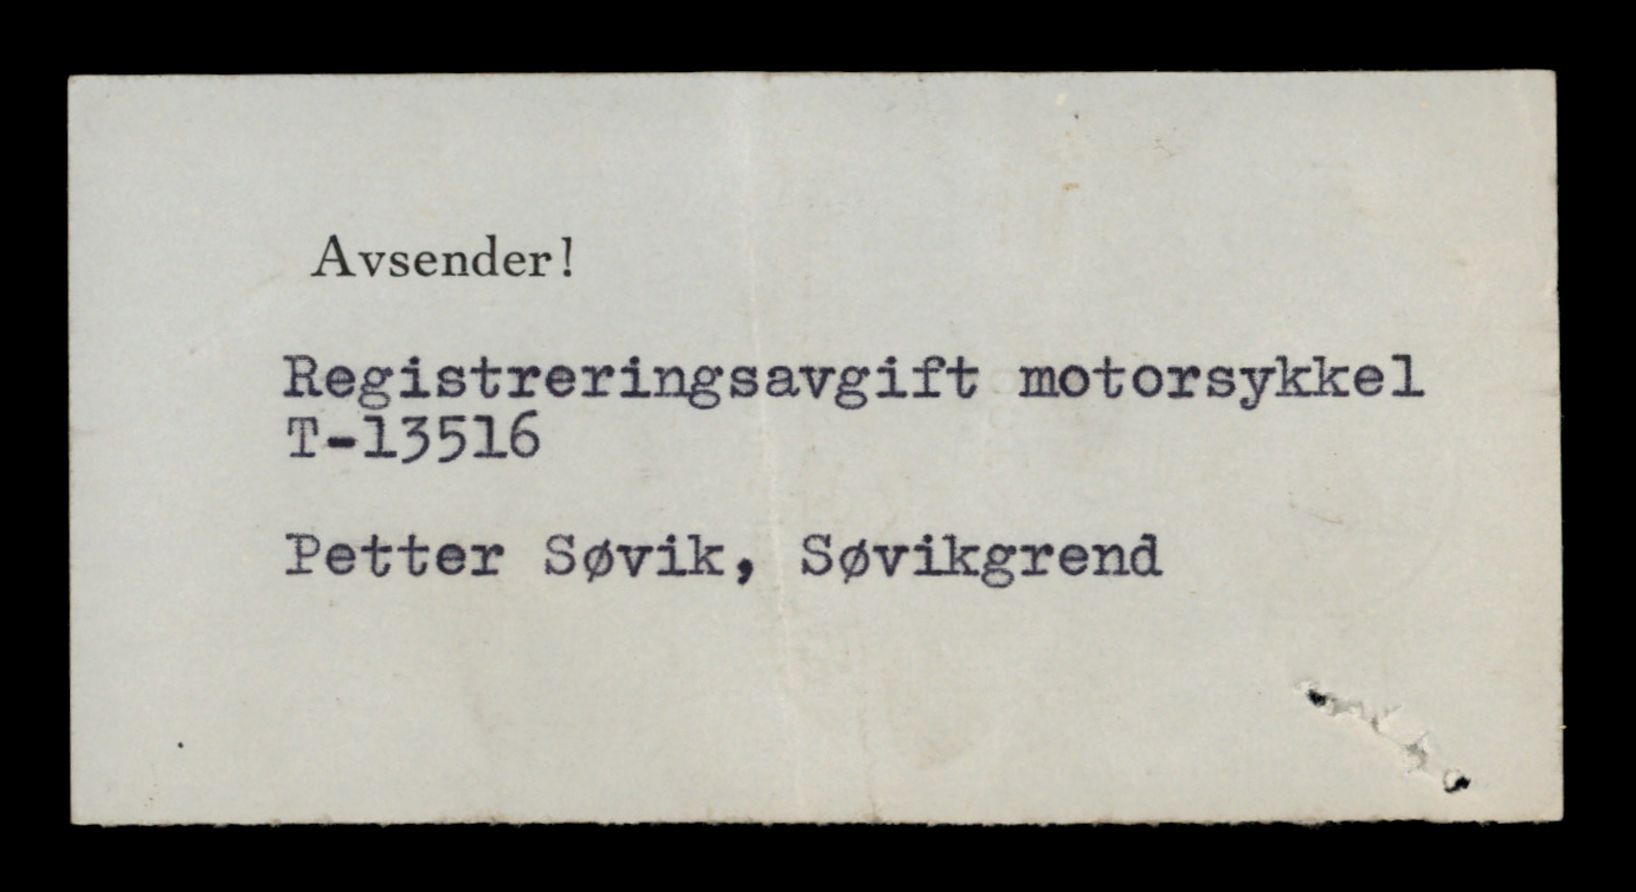 Avsender!
Registreringsavgift motorsykkel
T-13516
Petter Søvik, Søvikgrend